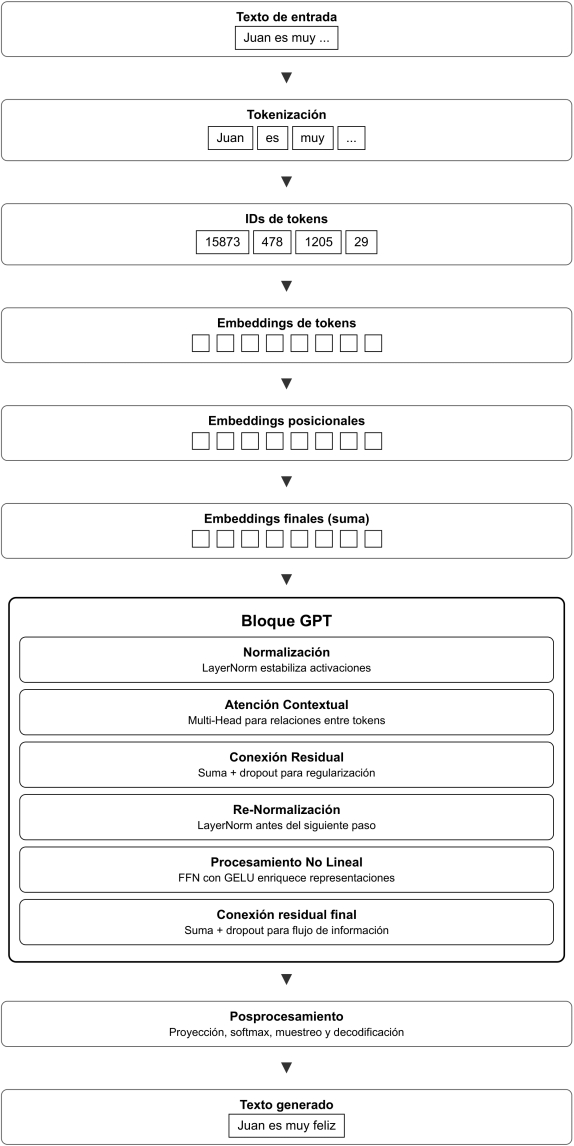 Texto de entrada
Juan es muy ...
Tokenización
Juan es muy ...
IDs de tokens
15873 478 1205 29
Embeddings de tokens
Embeddings posicionales
Embeddings finales (suma)
Bloque GPT
Normalización
LayerNorm estabiliza activaciones
Atención Contextual
Multi-Head para relaciones entre tokens
Conexión Residual
Suma + dropout para regularización
Re-Normalización
LayerNorm antes del siguiente paso
Procesamiento No Lineal
FFN con GELU enriquece representaciones
Conexión residual final
Suma + dropout para flujo de información
Posprocesamiento
Proyección, softmax, muestreo y decodificación
Texto generado
Juan es muy feliz